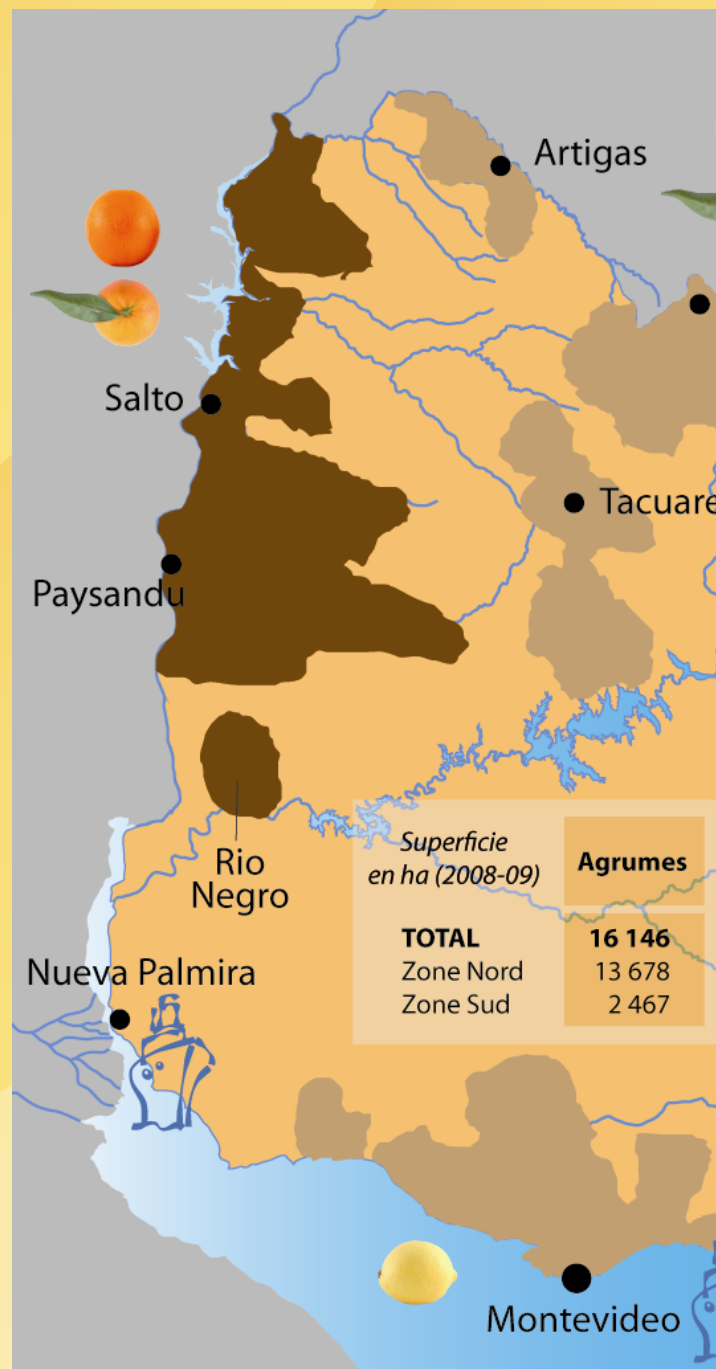 Artigas
Salto
Tacuare
Paysandu
Rio
Negro
Superficie
en ha (2008-09)
Agrumes
TOTAL 16 146
Zone Nord 13 678
Zone Sud 2 467
Nueva Palmira
Montevideo